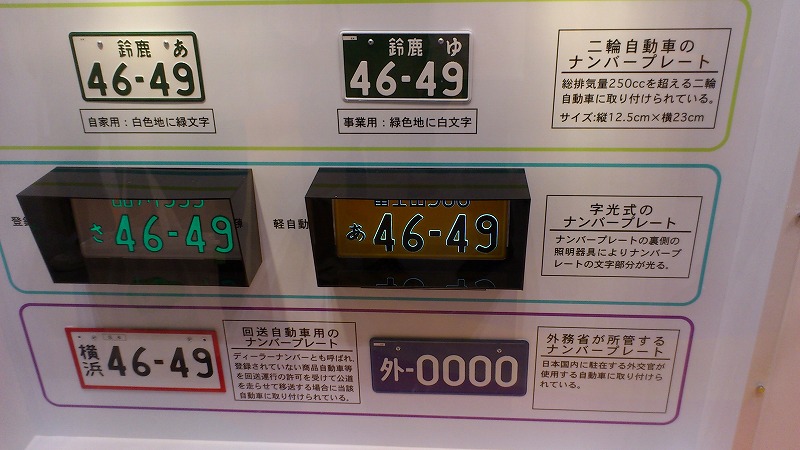 鈴鹿 あ
46-49
自家用：白色地に緑文字
鈴鹿 ゆ
46-49
事業用：緑色地に白文字
二輪自動車の
ナンバープレート
総排気量250ccを超える二輪
自動車に取り付けられている。
サイズ：縦12.5cm×横23cm
さ 46-49
軽自動
あ 46-49
字光式の
ナンバープレート
ナンバープレートの裏側の
照明器具によりナンバープ
レートの文字部分が光る。
横浜 46-49
回送自動車用の
ナンバープレート
ディーラーナンバーとも呼ばれ、
登録されていない商品自動車等
を回送運行の許可を受けて公道
を走らせて移送する場合に当該
自動車に取り付けられている。
外-0000
外務省が所管する
ナンバープレート
日本国内に駐在する外交官が
使用する自動車に取り付けら
れている。